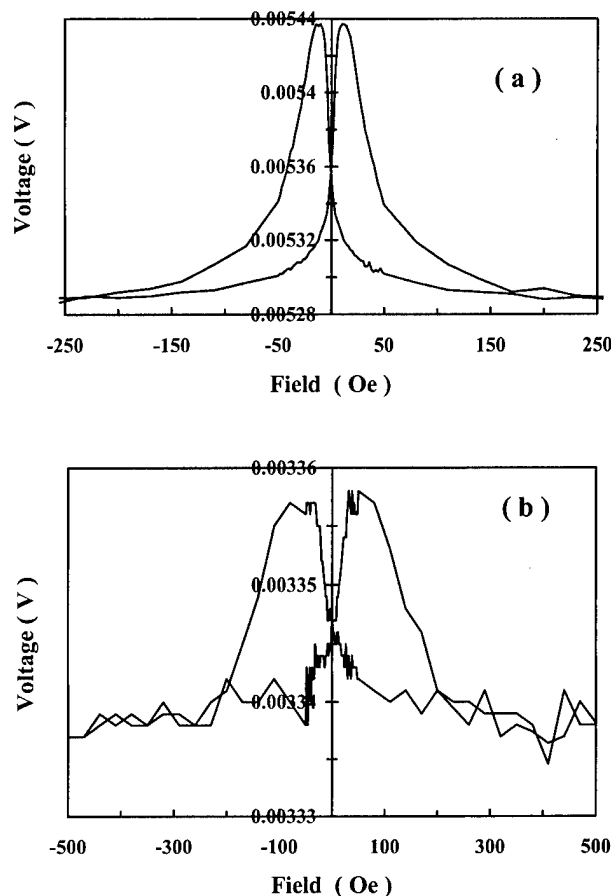 0.00544
( a )
0.0054
Voltage ( V )
0.00536
0.00532
0.00528
-250 -150 -50 50 150 250
Field ( Oe )
0.00336
( b )
0.00335
Voltage ( V )
0.00334
0.00333
-500 -300 -100 100 300 500
Field ( Oe )